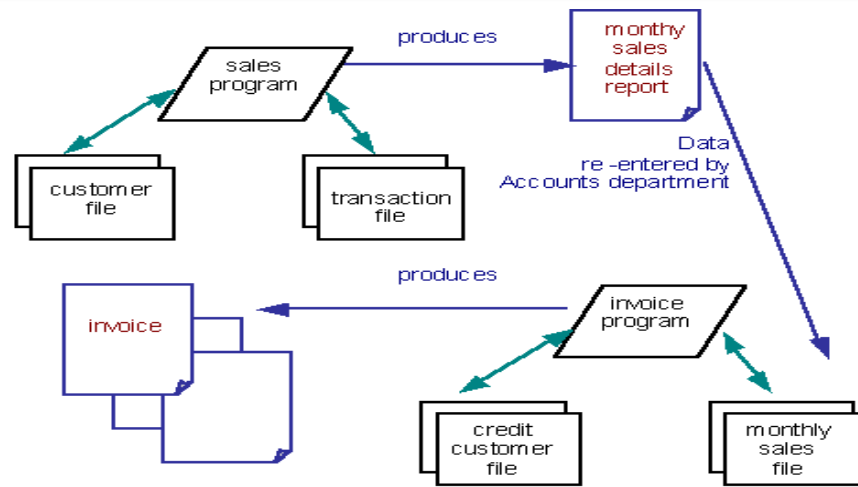 produces
monthy
sales
details
report
sales
program
Data
re -entered by
Accounts department
customer
file
transaction
file
produces
invoice
program
invoice
credit
customer
file
monthly
sales
file